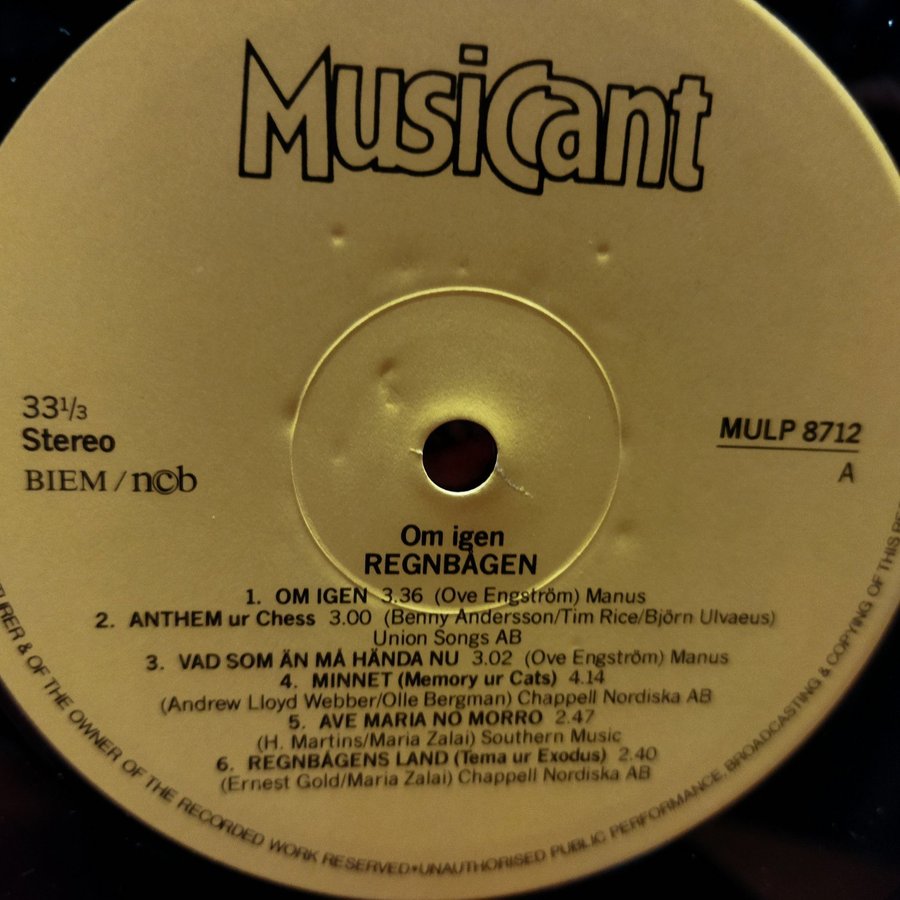 Musicant
33 1/3
Stereo
BIEM / n©b
MULP 8712
A
Om igen
REGNBÅGEN
1. OM IGEN 3.36 (Ove Engström) Manus
2. ANTHEM ur Chess 3.00 (Benny Andersson/Tim Rice/Björn Ulvaeus)
Union Songs AB
3. VAD SOM ÄN MÅ HÄNDA NU 3.02 (Ove Engström) Manus
4. MINNET (Memory ur Cats) 4.14
(Andrew Lloyd Webber/Olle Bergman) Chappell Nordiska AB
5. AVE MARIA NO MORRO 2.47
(H. Martins/Maria Zalai) Southern Music
6. REGNBÅGENS LAND (Tema ur Exodus) 2.40
(Ernest Gold/Maria Zalai) Chappell Nordiska AB
& OF THE OWNER OF THE RECORDED WORK RESERVED•UNAUTHORISED PUBLIC PERFORMANCE, BROADCASTING & COPYING OF THIS